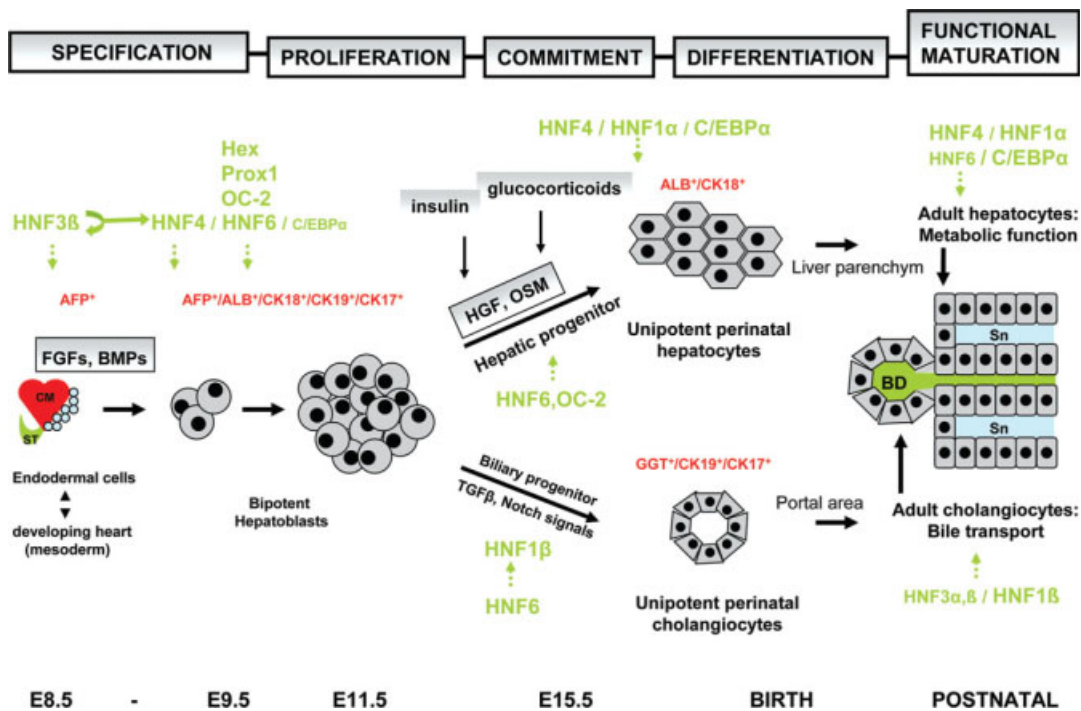 SPECIFICATION
PROLIFERATION
COMMITMENT
DIFFERENTIATION
FUNCTIONAL
MATURATION
HNF4 / HNF1α / C/EBPα
HNF4 / HNF1α
HNF6 / C/EBPα
Hex
Prox1
OC-2
HNF3ß
HNF4 / HNF6 / C/EBPα
insulin
glucocorticoids
ALB⁺/CK18⁺
Adult hepatocytes:
Metabolic function
Liver parenchym
AFP⁺
AFP⁺/ALB⁺/CK18⁺/CK19⁺/CK17⁺
HGF, OSM
Hepatic progenitor
Unipotent perinatal
hepatocytes
FGFs, BMPs
CM
ST
HNF6,OC-2
Sn
BD
Sn
Endodermal cells
developing heart
(mesoderm)
Bipotent
Hepatoblasts
Biliary progenitor
TGFβ, Notch signals
GGT⁺/CK19⁺/CK17⁺
Portal area
Adult cholangiocytes:
Bile transport
HNF1β
HNF6
Unipotent perinatal
cholangiocytes
HNF3α,ß / HNF1ß
E8.5 - E9.5 E11.5 E15.5 BIRTH POSTNATAL